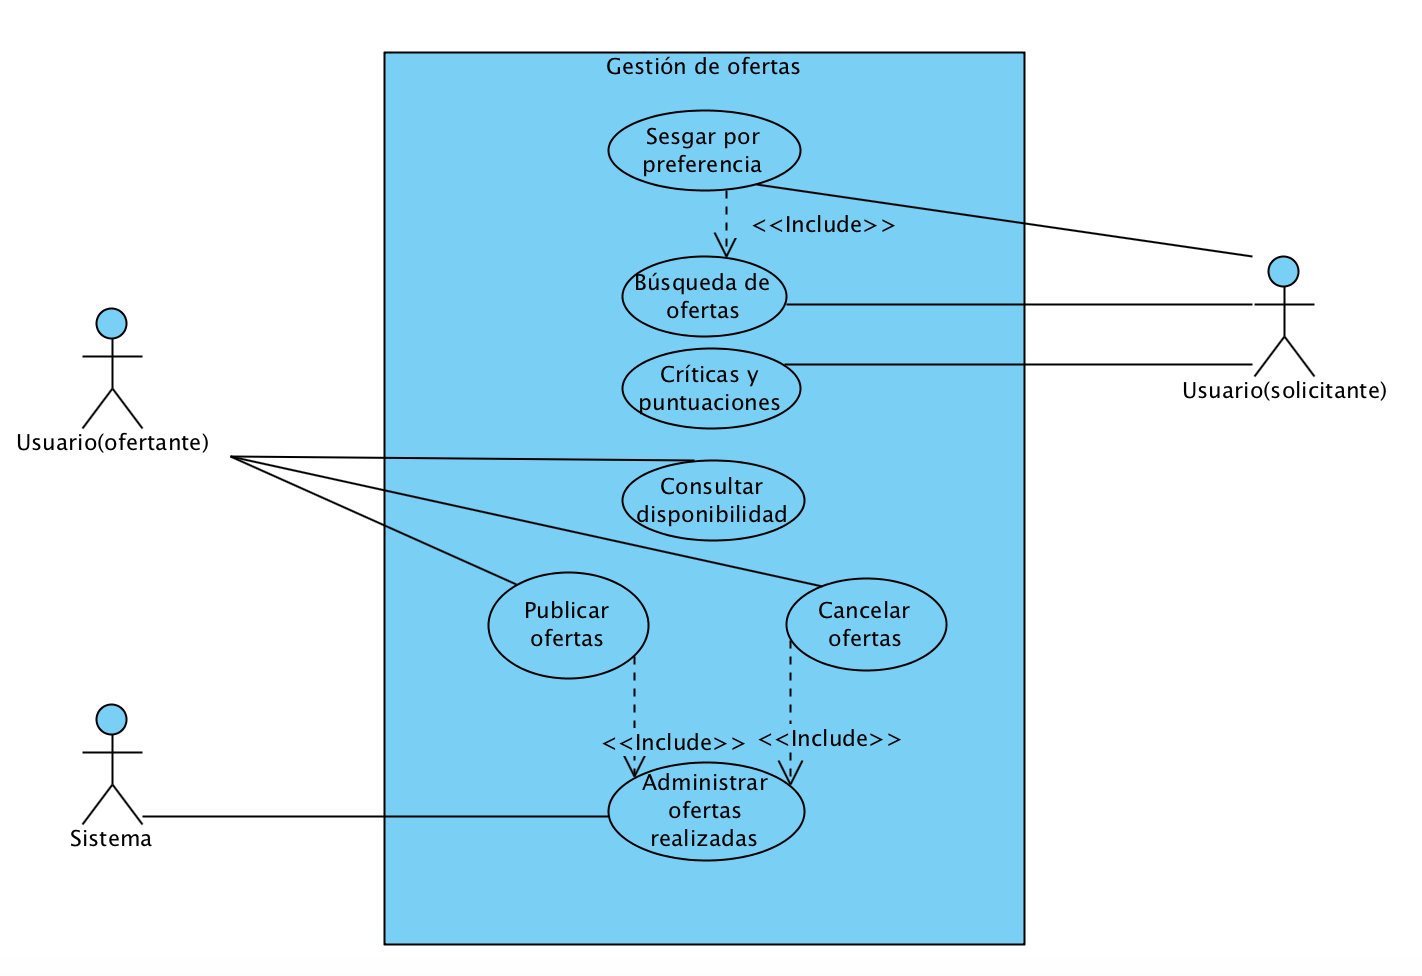 Gestión de ofertas
Sesgar por
preferencia
<<Include>>
Búsqueda de
ofertas
Críticas y
puntuaciones
Usuario(solicitante)
Usuario(ofertante)
Consultar
disponibilidad
Publicar
ofertas
Cancelar
ofertas
<<Include>>
<<Include>>
Administrar
ofertas
realizadas
Sistema